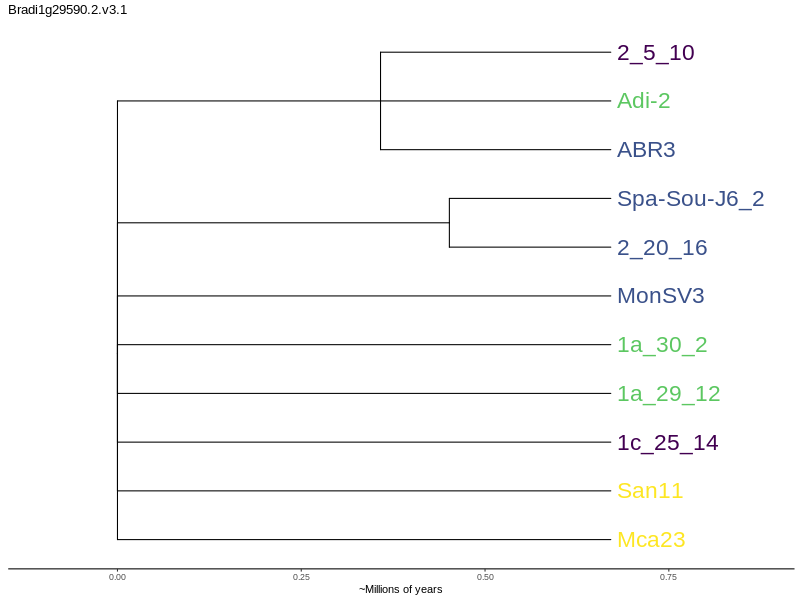 Bradi1g29590.2.v3.1
2_5_10
Adi-2
ABR3
Spa-Sou-J6_2
2_20_16
MonSV3
1a_30_2
1a_29_12
1c_25_14
San11
Mca23
0.00 0.25 0.50 0.75
~Millions of years